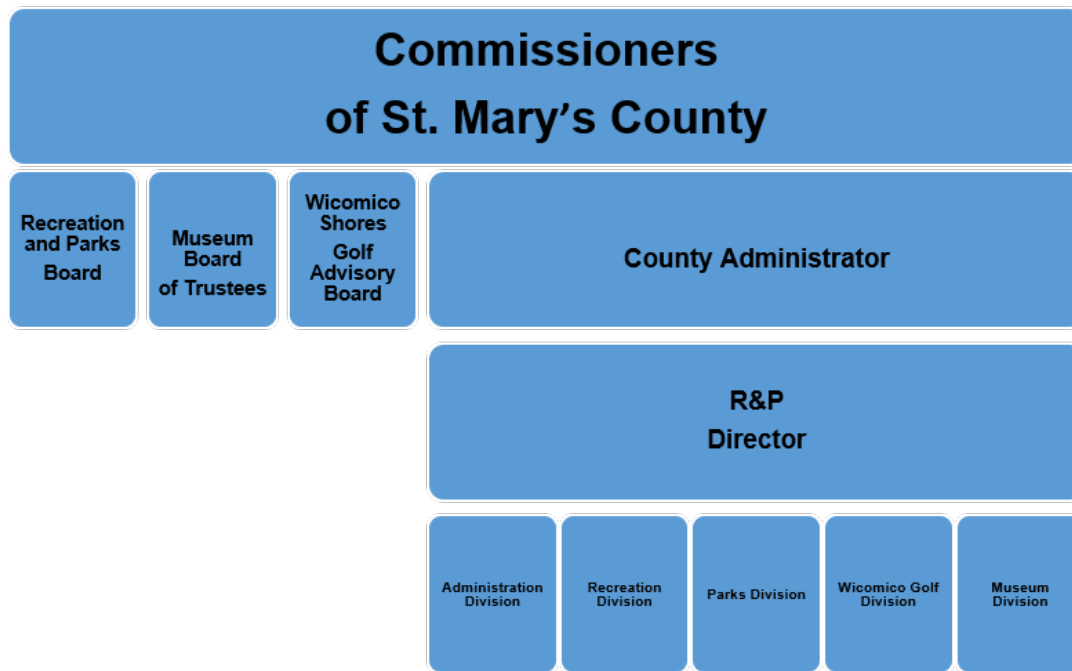 Commissioners
of St. Mary’s County
Recreation
and Parks
Board
Museum
Board
of Trustees
Wicomico
Shores
Golf
Advisory
Board
County Administrator
R&P
Director
Administration
Division
Recreation
Division
Parks Division
Wicomico Golf
Division
Museum
Division